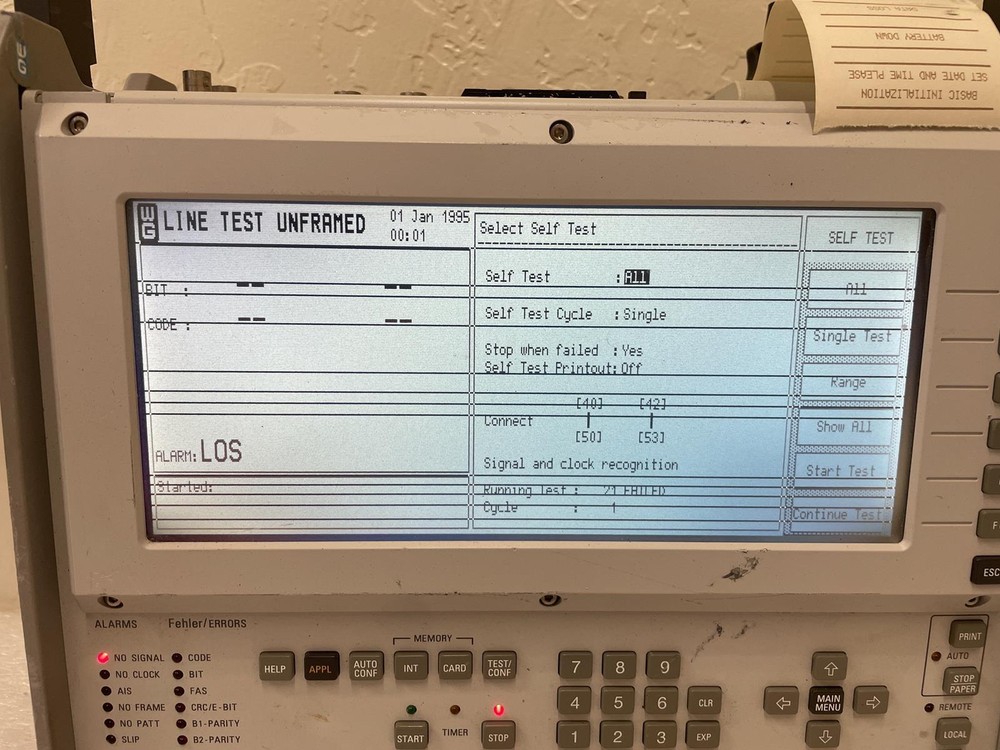 DATA LOSS
BATTERY DOWN
SET DATE AND TIME PLEASE
BASIC INITIALIZATION
WG
WG LINE TEST UNFRAMED
01 Jan 1995
00:01
BIT : -- --
CODE : -- --
ALARM: LOS
Started:
Select Self Test
Self Test : All
Self Test Cycle : Single
Stop when failed : Yes
Self Test Printout: Off
[40] [42]
Connect
[50] [53]
Signal and clock recognition
Running Test : 21 FAILED
Cycle : 1
SELF TEST
All
Single Test
Range
Show All
Start Test
Continue Test
F
ESC
ALARMS Fehler/ERRORS
NO SIGNAL CODE
NO CLOCK BIT
AIS FAS
NO FRAME CRC/E-BIT
NO PATT B1-PARITY
SLIP B2-PARITY
MEMORY
HELP APPL AUTO CONF INT CARD TEST/CONF
START TIMER STOP
7 8 9
4 5 6 CLR
1 2 3 EXP
MAIN MENU
PRINT
AUTO
STOP PAPER
REMOTE
LOCAL